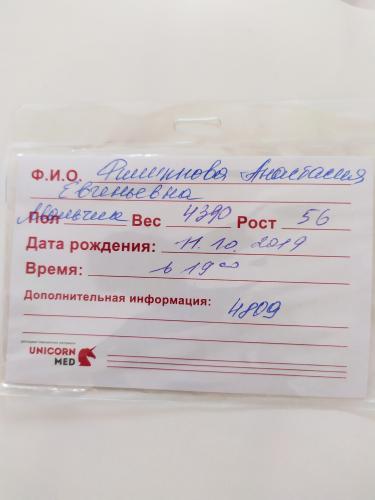 Ф.И.О. Филиппова Анастасия
Евгеньевна
Пол Мальчик Вес 4390 Рост 56
Дата рождения: 11.10.2019
Время: в 19⁰⁰
Дополнительная информация:
4809
UNICORN
MED